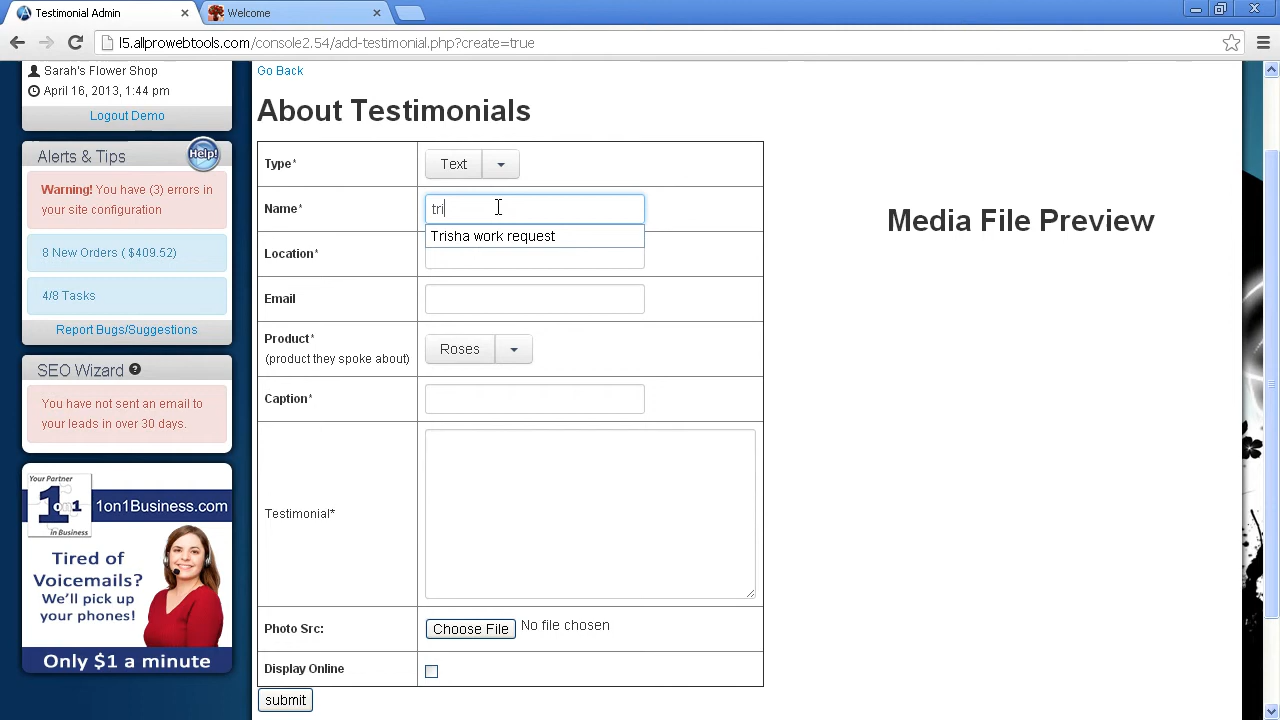 Testimonial Admin
Welcome
l5.allprowebtools.com/console2.54/add-testimonial.php?create=true
Sarah's Flower Shop
April 16, 2013, 1:44 pm
Logout Demo
Alerts & Tips
Help!
Warning! You have (3) errors in
your site configuration
8 New Orders ( $409.52)
4/8 Tasks
Report Bugs/Suggestions
SEO Wizard ?
You have not sent an email to
your leads in over 30 days.
Your Partner
1on1
in Business
1on1Business.com
Tired of
Voicemails?
We'll pick up
your phones!
Only $1 a minute
Go Back
About Testimonials
Type*
Text
Name*
tri
Trisha work request
Location*
Email
Product*
(product they spoke about)
Roses
Caption*
Testimonial*
Photo Src:
Choose File No file chosen
Display Online
submit
Media File Preview